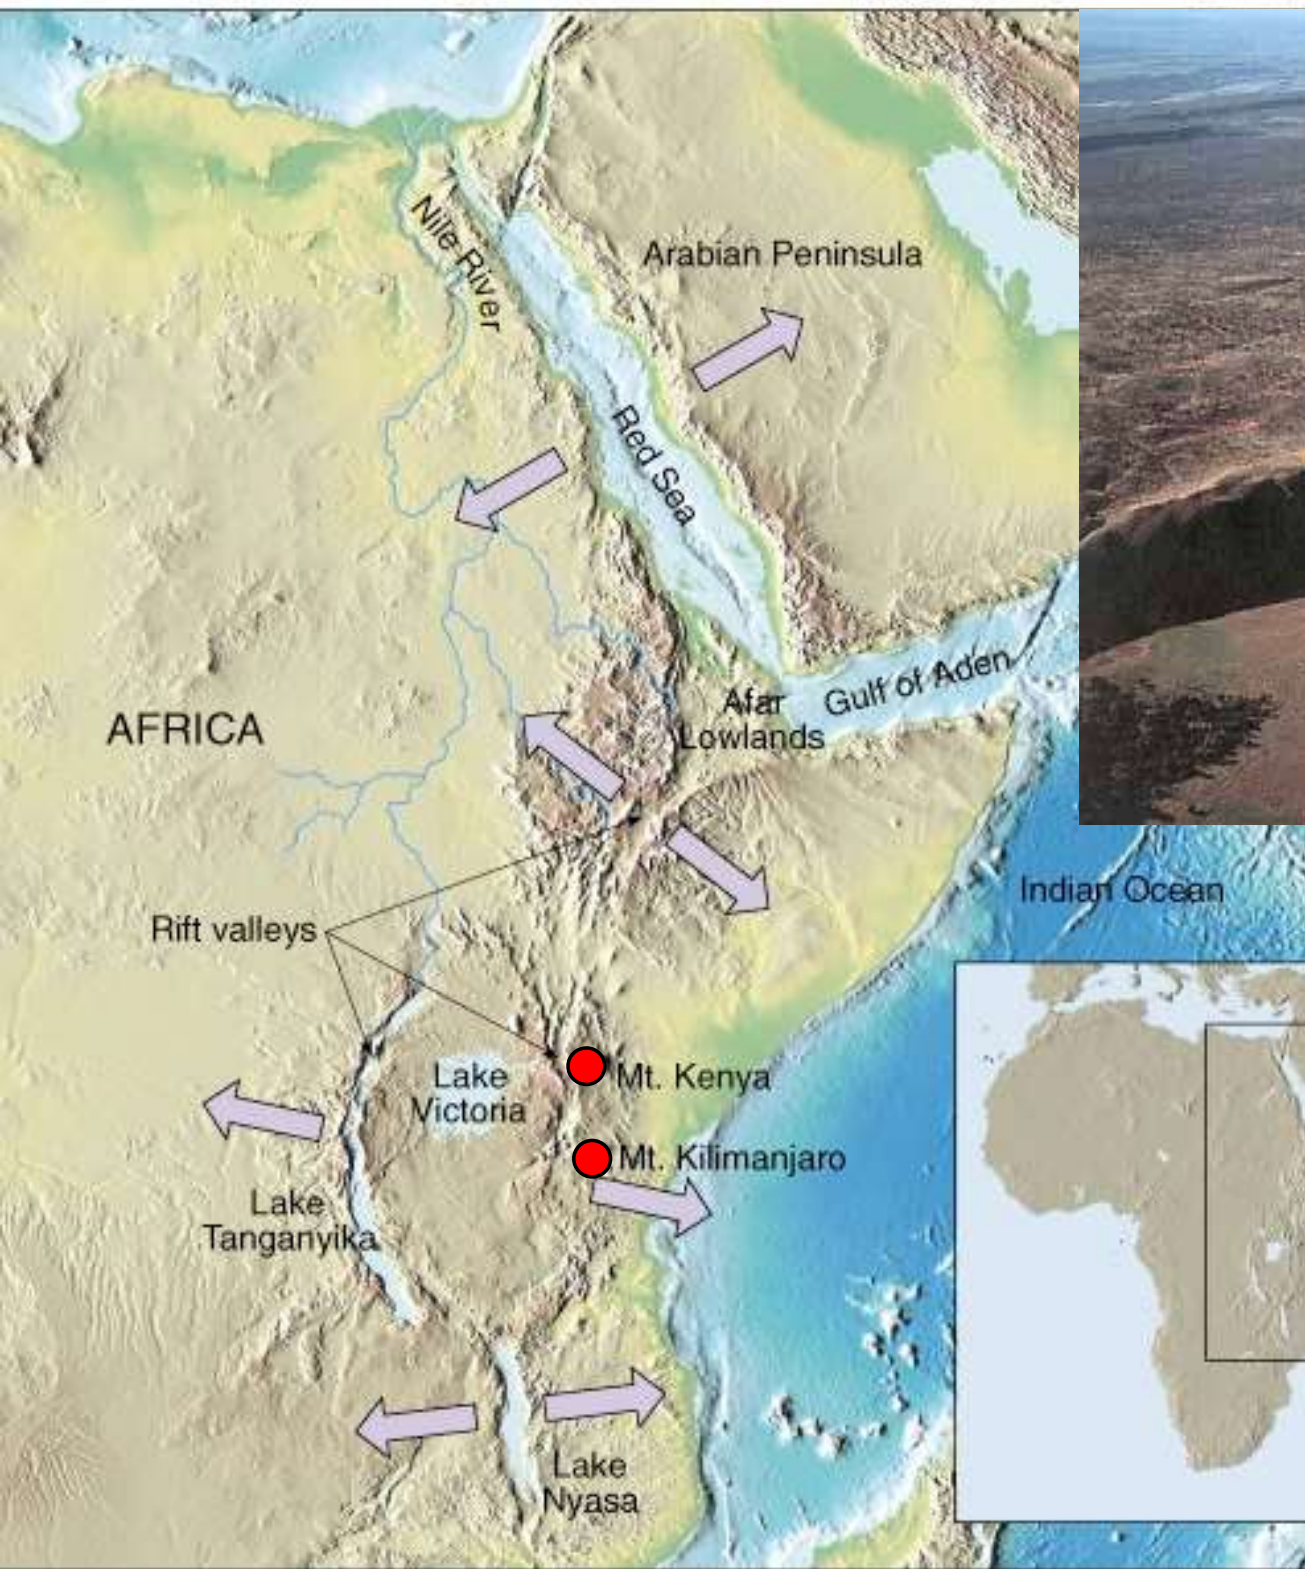 Nile River
Arabian Peninsula
Red Sea
AFRICA
Afar
Lowlands
Gulf of Aden
Indian Ocean
Rift valleys
Lake
Victoria
Mt. Kenya
Mt. Kilimanjaro
Lake
Tanganyika
Lake
Nyasa